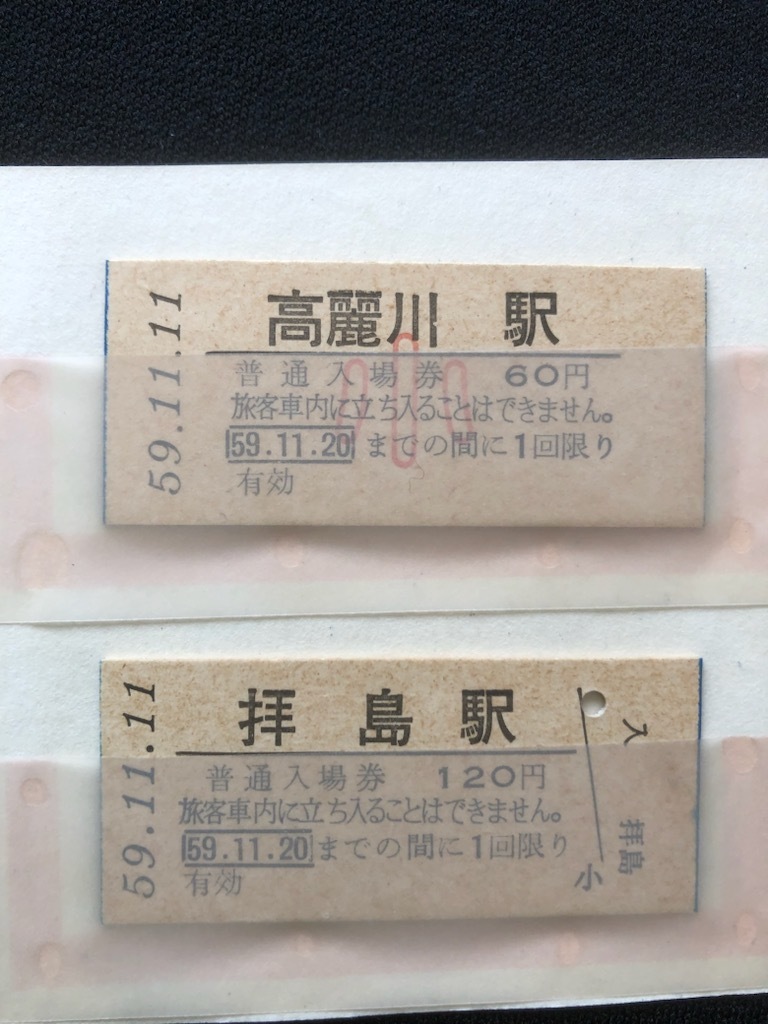 59.11.11
高麗川 駅
小
普通入場券 60円
旅客車内に立ち入ることはできません。
59.11.20 までの間に1回限り
有効
59.11.11
拝島駅
普通入場券 120円
旅客車内に立ち入ることはできません。
59.11.20 までの間に1回限り
有効
小
入
拝島